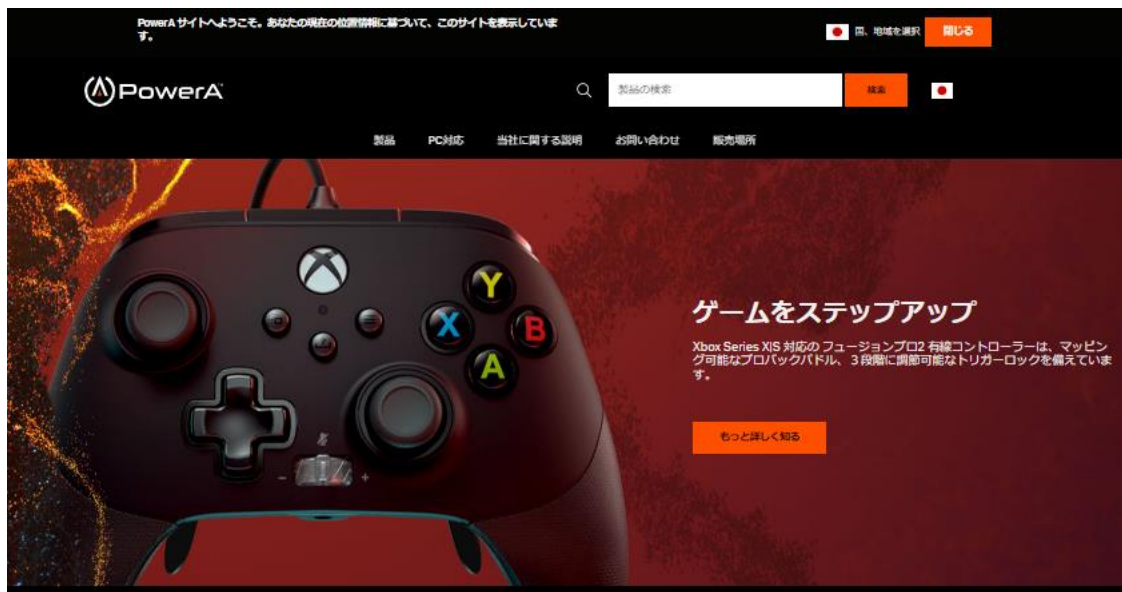 PowerA サイトへようこそ。あなたの現在の位置情報に基づいて、このサイトを表示していま
す。
国、地域を選択
閉じる
PowerA
製品の検索
検索
製品
PC対応
当社に関する説明
お問い合わせ
販売場所
Y
X
B
A
ゲームをステップアップ
Xbox Series X|S 対応の フュージョンプロ2 有線コントローラーは、マッピン
グ可能なプロバックパドル、３段階に調節可能なトリガーロックを備えていま
す。
もっと詳しく知る
- +